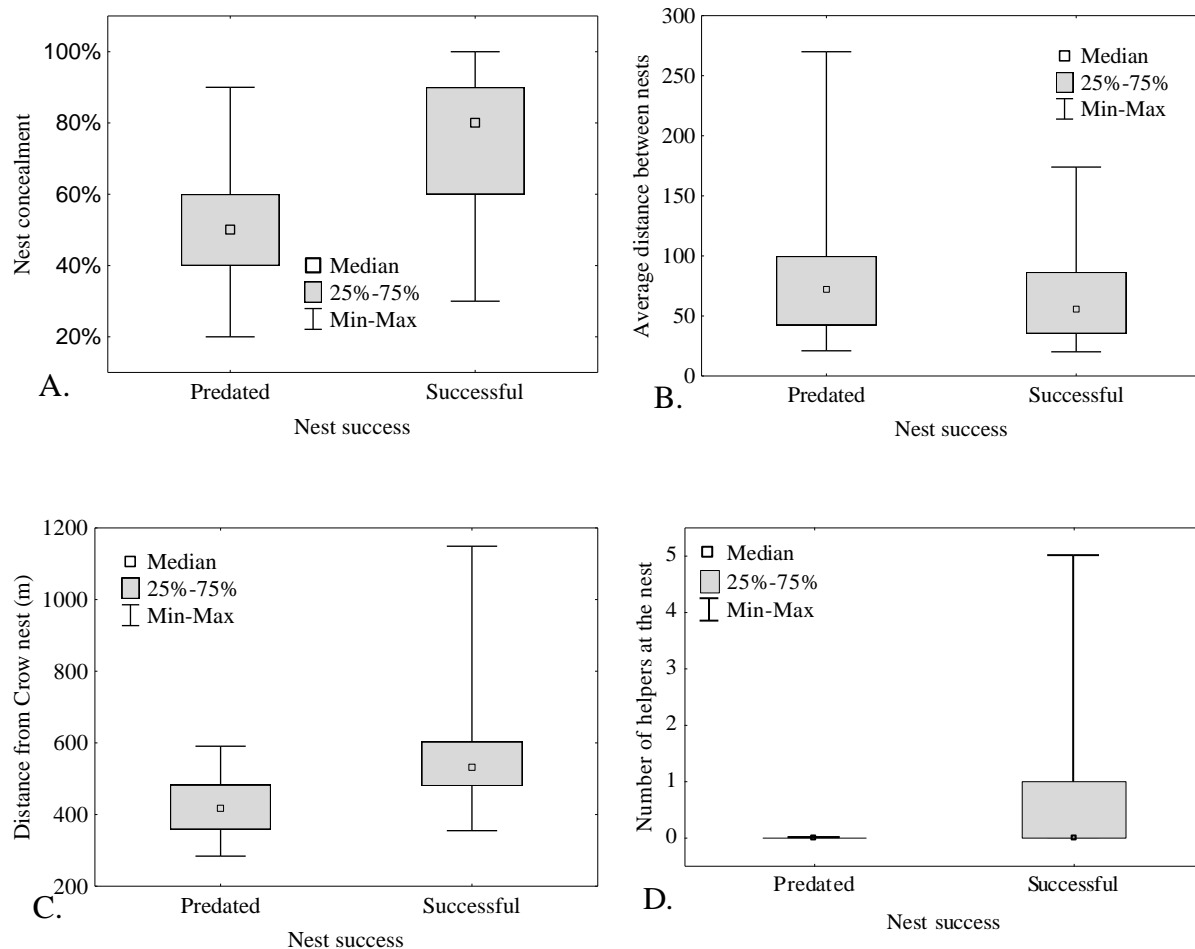 100%
80%
60%
40%
20%
Nest concealment
Median
25%-75%
Min-Max
Predated
Successful
Nest success
A.
300
250
200
150
100
50
0
Average distance between nests
Median
25%-75%
Min-Max
Predated
Successful
Nest success
B.
1200
1000
800
600
400
200
Distance from Crow nest (m)
Median
25%-75%
Min-Max
Predated
Successful
Nest success
C.
5
4
3
2
1
0
Number of helpers at the nest
Median
25%-75%
Min-Max
Predated
Successful
Nest success
D.